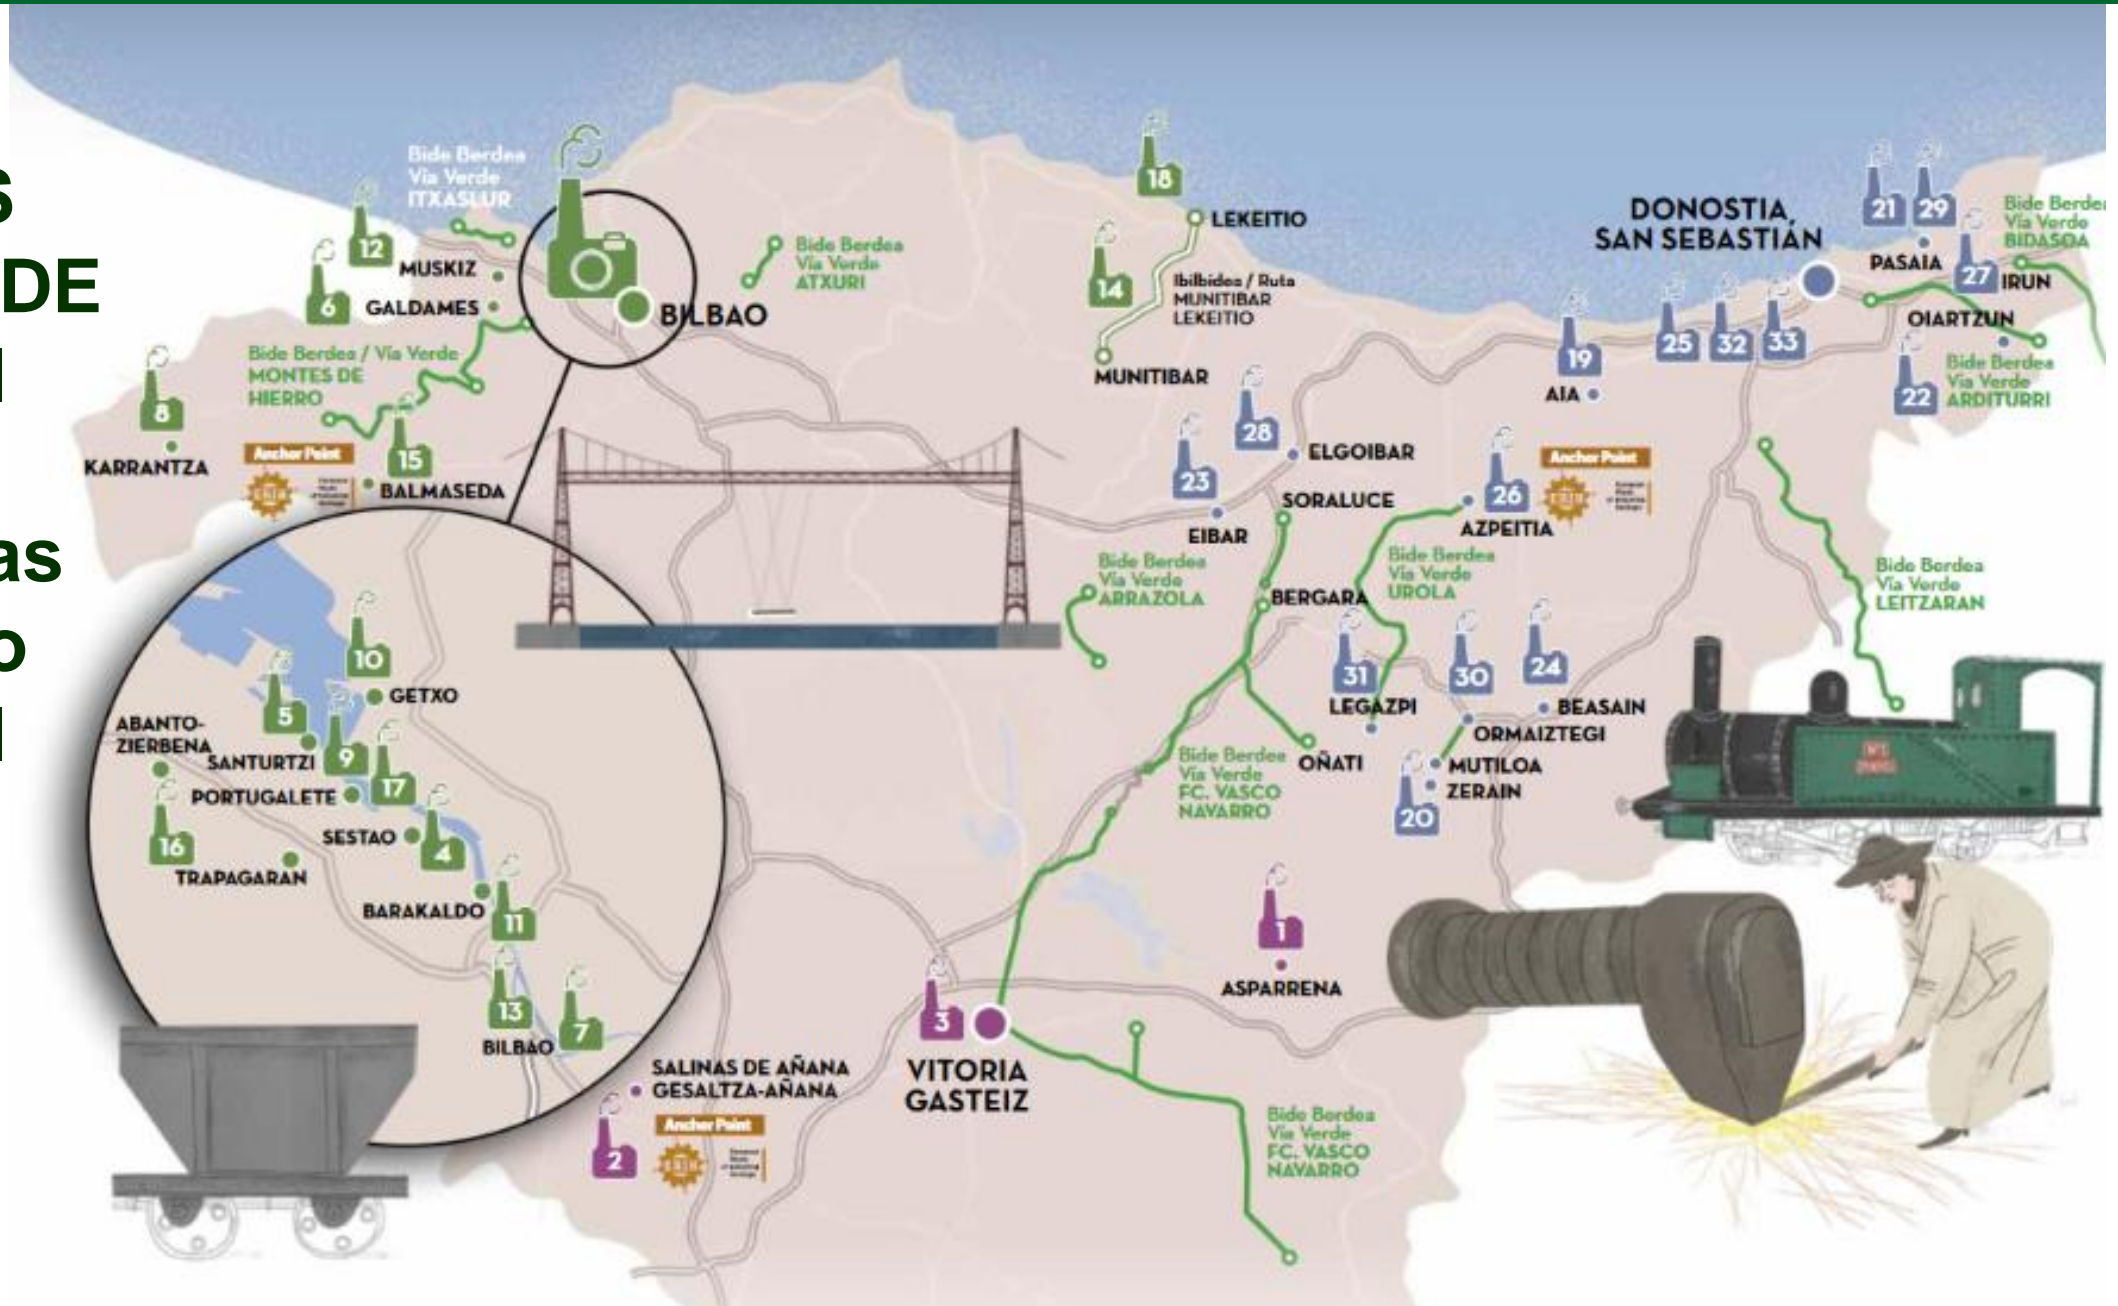 S
DE
as
o
Bide Berdea
Vía Verde
ITXASLUR
12
MUSKIZ
6
GALDAMES
Bide Berdea / Vía Verde
MONTES DE
HIERRO
8
KARRANTZA
Anchor Point
15
BALMASEDA
BILBAO
Bide Berdea
Vía Verde
ATXURI
18
LEKEITIO
14
Ibilbidea / Ruta
MUNITIBAR
LEKEITIO
MUNITIBAR
DONOSTIA,
SAN SEBASTIÁN
21
29
PASAIA
Bide Berdea
Vía Verde
BIDASOA
27
IRUN
OIARTZUN
22
Bide Berdea
Vía Verde
ARDITURRI
19
25
32
33
AIA
28
ELGOIBAR
23
EIBAR
SORALUCE
26
AZPEITIA
Anchor Point
Bide Berdea
Vía Verde
ARRAZOLA
BERGARA
Bide Berdea
Vía Verde
UROLA
Bide Berdea
Vía Verde
LEITZARAN
31
LEGAZPI
30
24
BEASAIN
ORMAIZTEGI
MUTILOA
ZERAIN
20
OÑATI
Bide Berdea
Vía Verde
FC. VASCO
NAVARRO
10
GETXO
5
ABANTO-
ZIERBENA
SANTURTZI
9
17
PORTUGALETE
16
SESTAO
4
TRAPAGARAN
BARAKALDO
11
13
7
BILBAO
1
ASPARRENA
3
VITORIA
GASTEIZ
SALINAS DE AÑANA
GESALTZA-AÑANA
2
Anchor Point
Bide Berdea
Vía Verde
FC. VASCO
NAVARRO